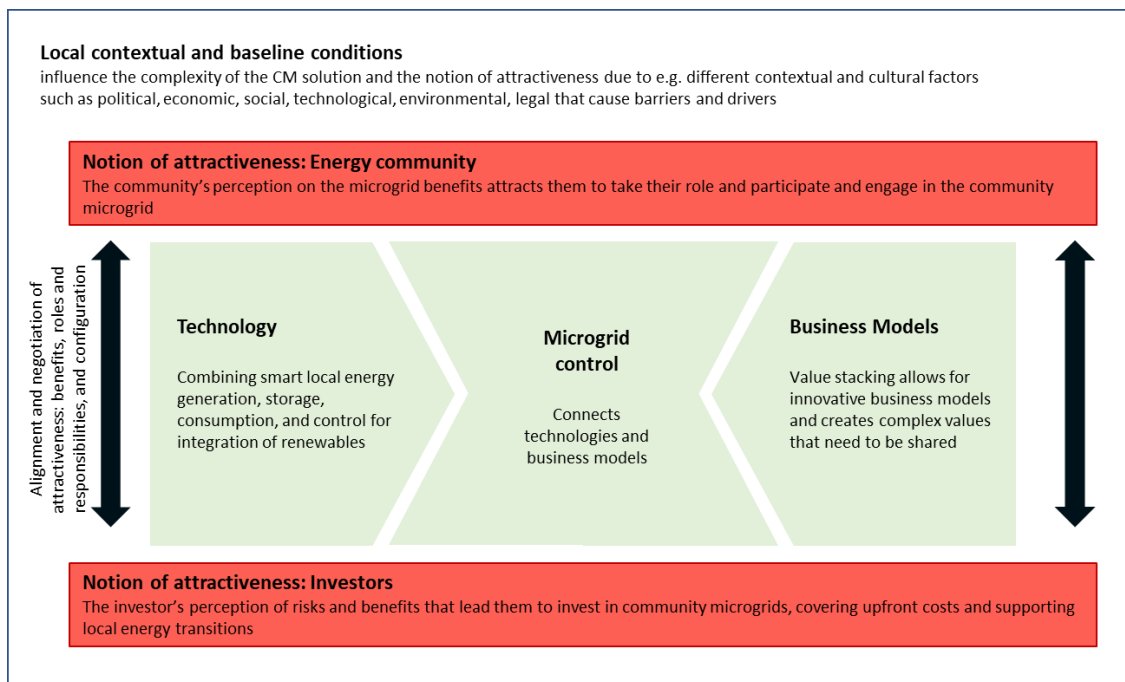 Local contextual and baseline conditions
influence the complexity of the CM solution and the notion of attractiveness due to e.g. different contextual and cultural factors
such as political, economic, social, technological, environmental, legal that cause barriers and drivers
Notion of attractiveness: Energy community
The community's perception on the microgrid benefits attracts them to take their role and participate and engage in the community
microgrid
Alignment and negotiation of
attractiveness: benefits, roles and
responsibilities, and configuration
Technology
Combining smart local energy
generation, storage,
consumption, and control for
integration of renewables
Microgrid
control
Connects
technologies and
business models
Business Models
Value stacking allows for
innovative business models
and creates complex values
that need to be shared
Notion of attractiveness: Investors
The investor's perception of risks and benefits that lead them to invest in community microgrids, covering upfront costs and supporting
local energy transitions